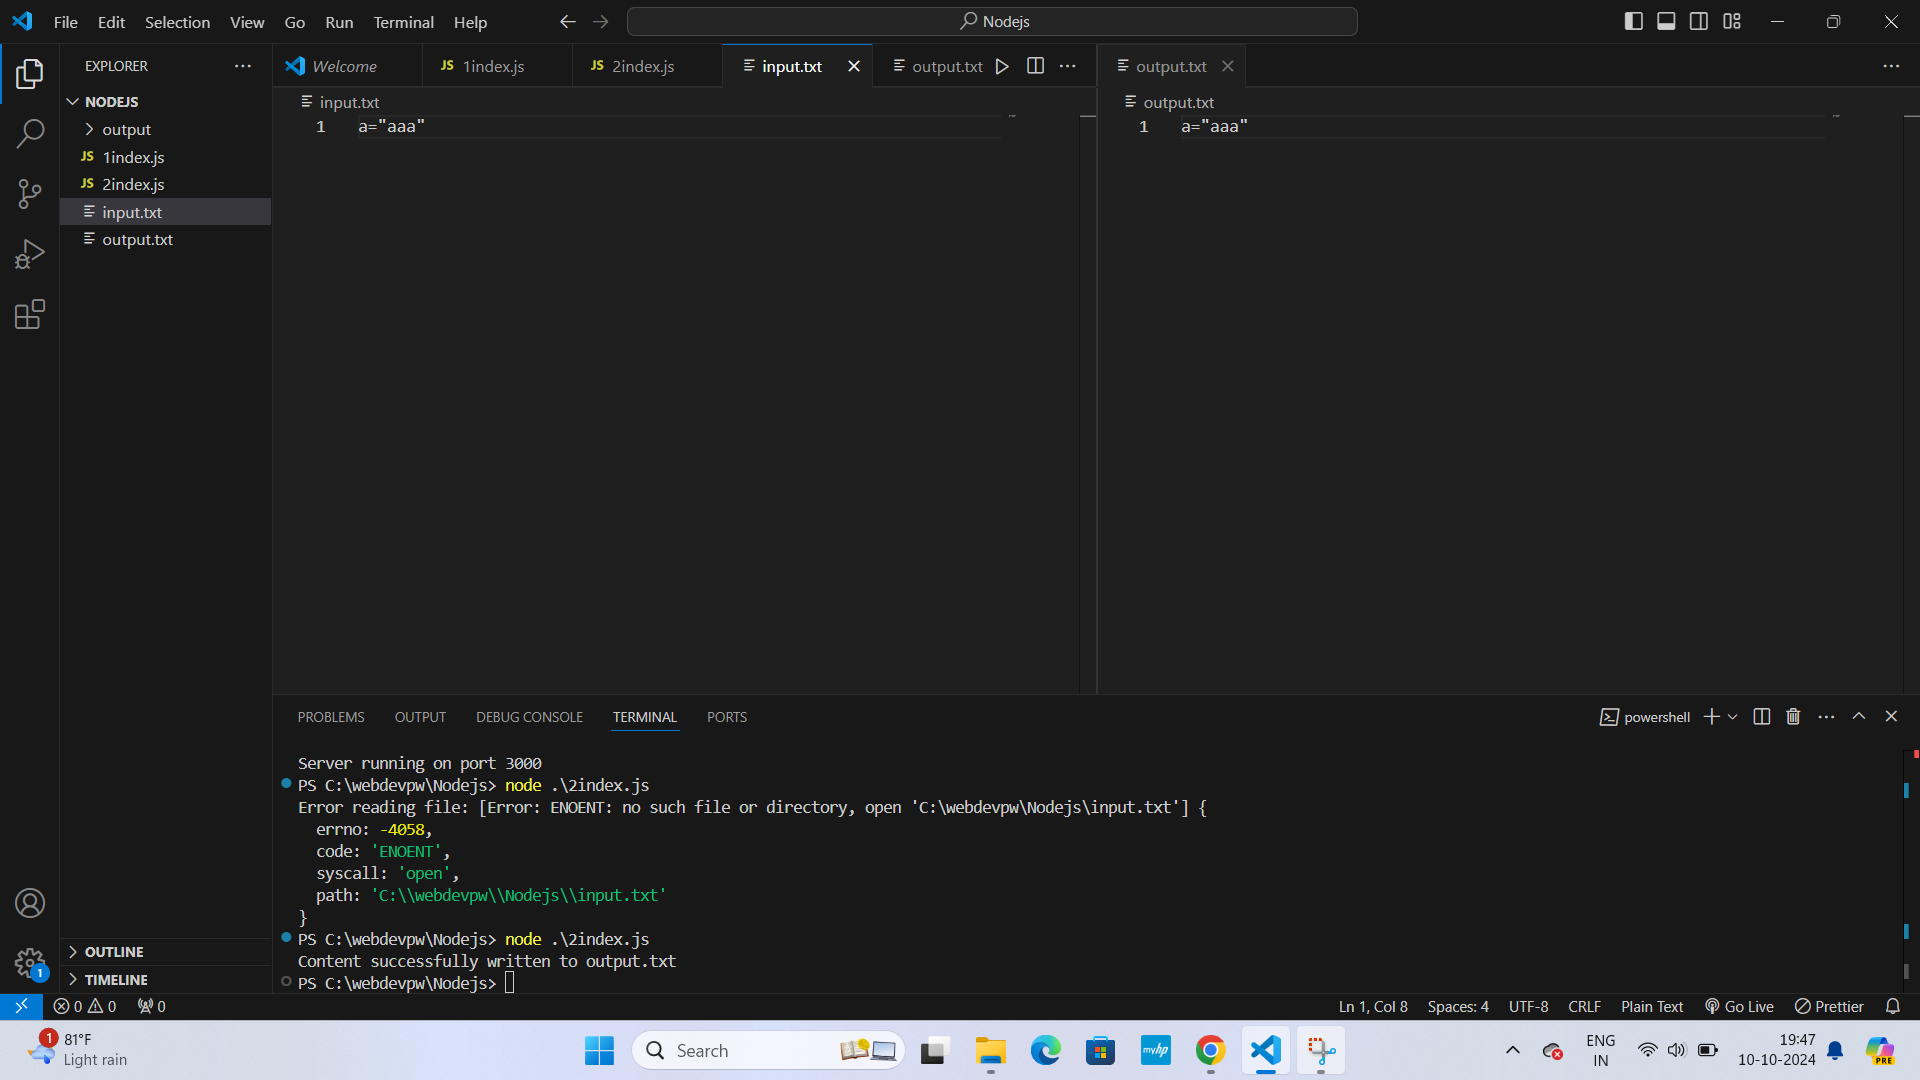 File Edit Selection View Go Run Terminal Help
Nodejs
EXPLORER
NODEJS
output
JS 1index.js
JS 2index.js
input.txt
output.txt
OUTLINE
TIMELINE
Welcome
JS 1index.js
JS 2index.js
input.txt
output.txt
input.txt
1 a="aaa"
output.txt
output.txt
1 a="aaa"
PROBLEMS OUTPUT DEBUG CONSOLE TERMINAL PORTS
powershell
Server running on port 3000
PS C:\webdevpw\Nodejs> node .\2index.js
Error reading file: [Error: ENOENT: no such file or directory, open 'C:\webdevpw\Nodejs\input.txt'] {
errno: -4058,
code: 'ENOENT',
syscall: 'open',
path: 'C:\\webdevpw\\Nodejs\\input.txt'
}
PS C:\webdevpw\Nodejs> node .\2index.js
Content successfully written to output.txt
PS C:\webdevpw\Nodejs>
1
0 0 0
Ln 1, Col 8 Spaces: 4 UTF-8 CRLF Plain Text Go Live Prettier
1
81°F
Light rain
Search
myhp
ENG
IN
19:47
10-10-2024
PRE